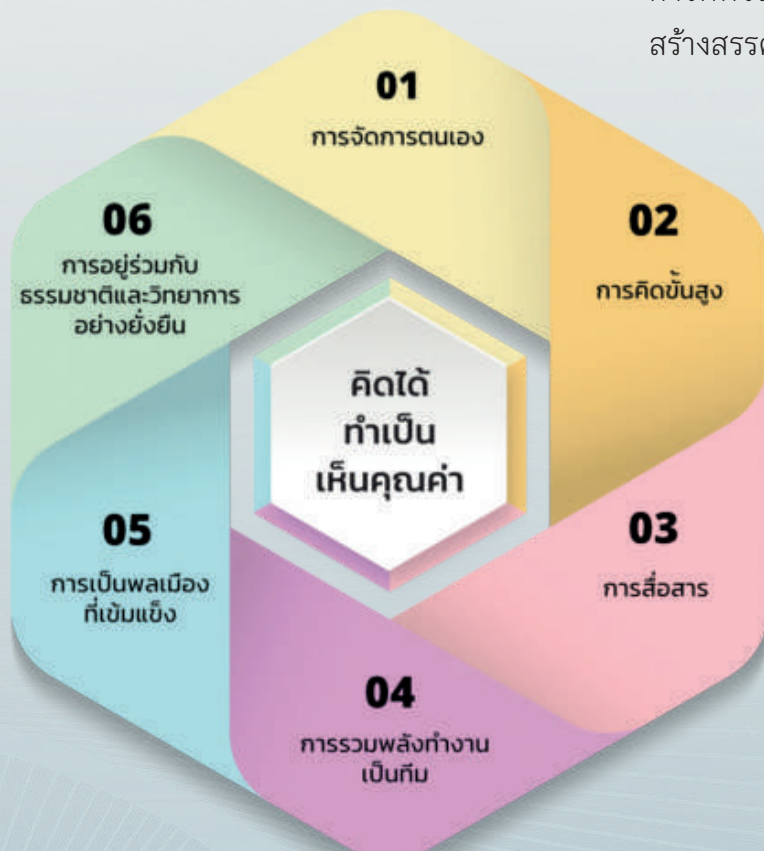 สร้างสรรค
01
การจัดการตนเอง
02
การคิดขั้นสูง
03
การสื่อสาร
04
การรวมพลังทำงาน
เป็นทีม
05
การเป็นพลเมือง
ที่เข้มแข็ง
06
การอยู่ร่วมกับ
ธรรมชาติและวิทยาการ
อย่างยั่งยืน
คิดได้
ทำเป็น
เห็นคุณค่า